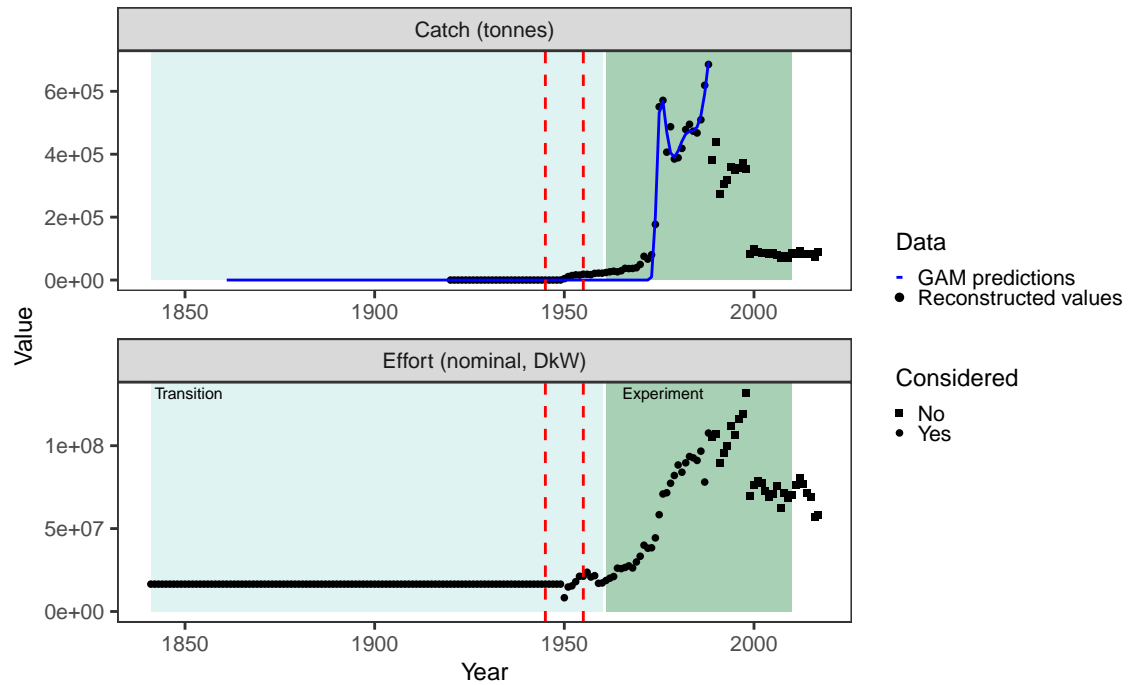 Catch (tonnes)
6e+05
4e+05
2e+05
0e+00
1850 1900 1950 2000
Effort (nominal, DkW)
Transition Experiment
1e+08
5e+07
0e+00
1850 1900 1950 2000
Year
Value
Data
GAM predictions
Reconstructed values
Considered
No
Yes